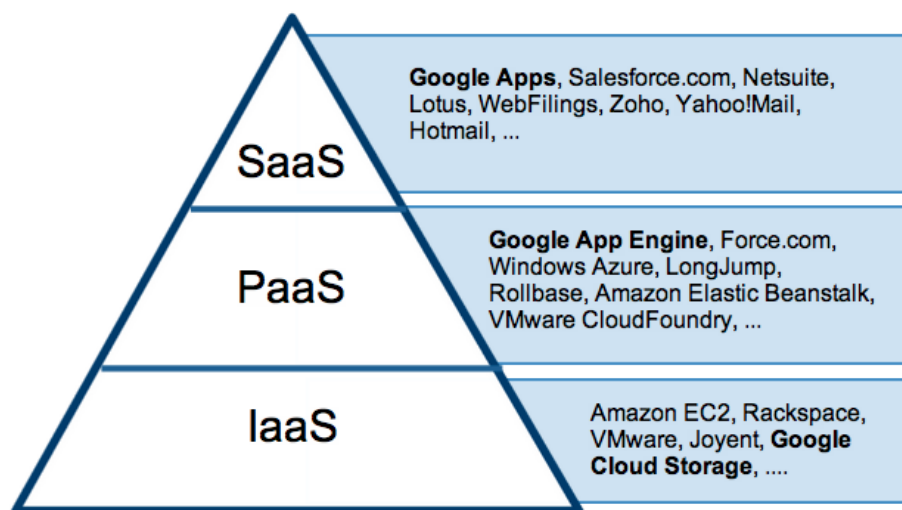 Google Apps, Salesforce.com, Netsuite,
Lotus, WebFilings, Zoho, Yahoo!Mail,
Hotmail, ...
SaaS
Google App Engine, Force.com,
Windows Azure, LongJump,
Rollbase, Amazon Elastic Beanstalk,
VMware CloudFoundry, ...
PaaS
Amazon EC2, Rackspace,
VMware, Joyent, Google
Cloud Storage, ....
IaaS